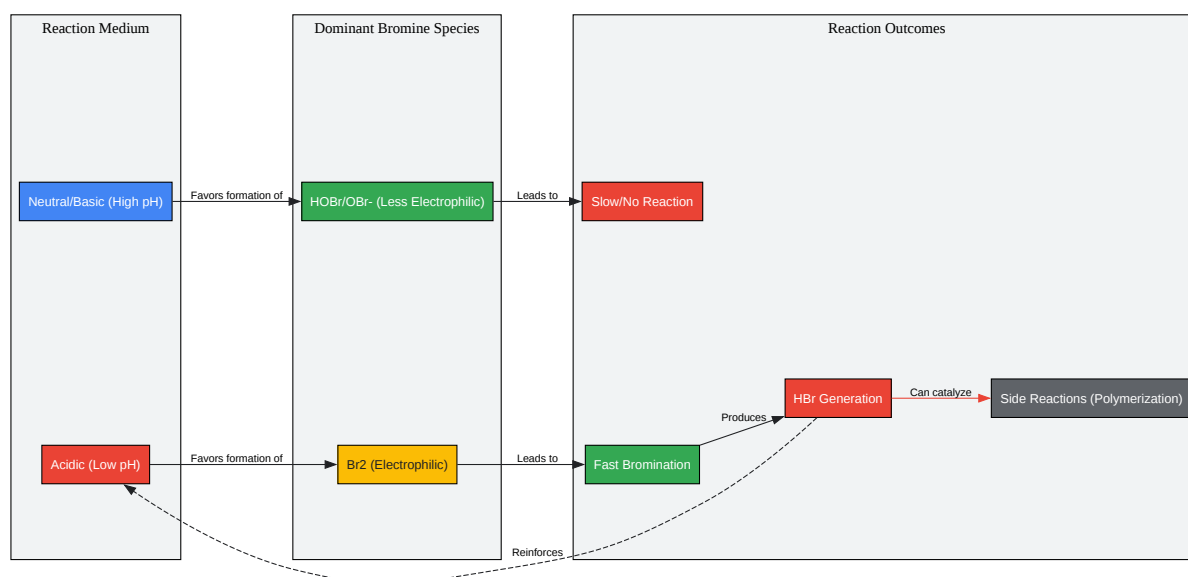 Reaction Medium
Dominant Bromine Species
Reaction Outcomes
Neutral/Basic (High pH)
Favors formation of
HOBr/OBr- (Less Electrophilic)
Leads to
Slow/No Reaction
HBr Generation
Can catalyze
Side Reactions (Polymerization)
Produces
Acidic (Low pH)
Favors formation of
Br2 (Electrophilic)
Leads to
Fast Bromination
Reinforces